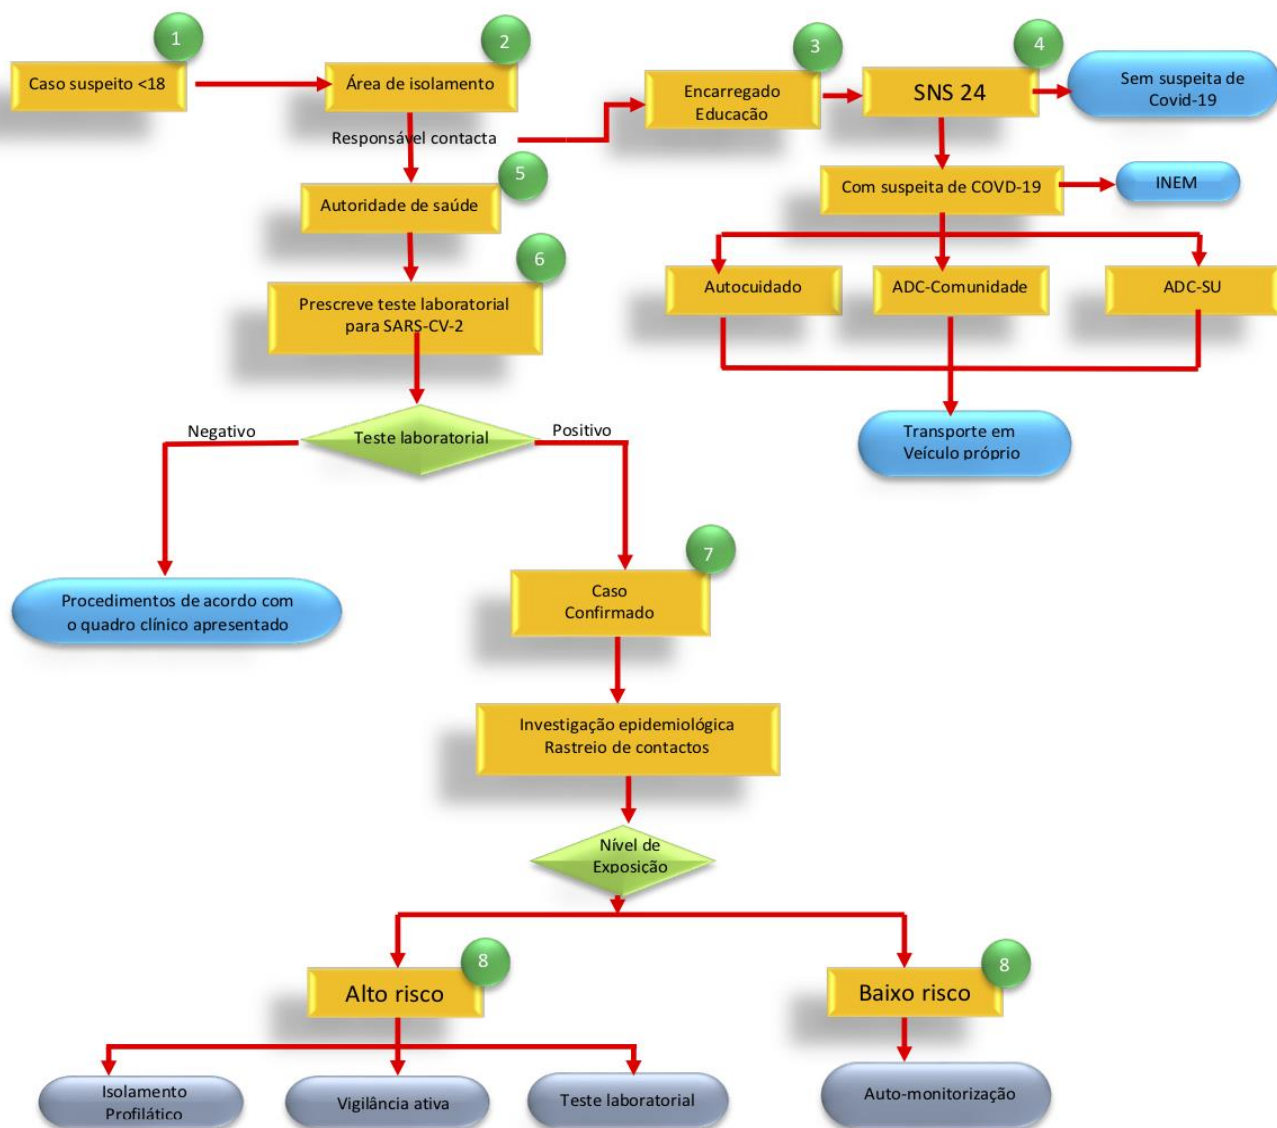 1
2
3
4
Caso suspeito <18
Área de isolamento
Encarregado
Educação
SNS 24
Sem suspeita de
Covid-19
Responsável contacta
5
Autoridade de saúde
Com suspeita de COVD-19
INEM
6
Prescreve teste laboratorial
para SARS-CV-2
Autocuidado
ADC-Comunidade
ADC-SU
Negativo
Teste laboratorial
Positivo
Transporte em
Veículo próprio
7
Procedimentos de acordo com
o quadro clínico apresentado
Caso
Confirmado
Investigação epidemiológica
Rastreio de contactos
Nível de
Exposição
8
8
Alto risco
Baixo risco
Isolamento
Profilático
Vigilância ativa
Teste laboratorial
Auto-monitorização